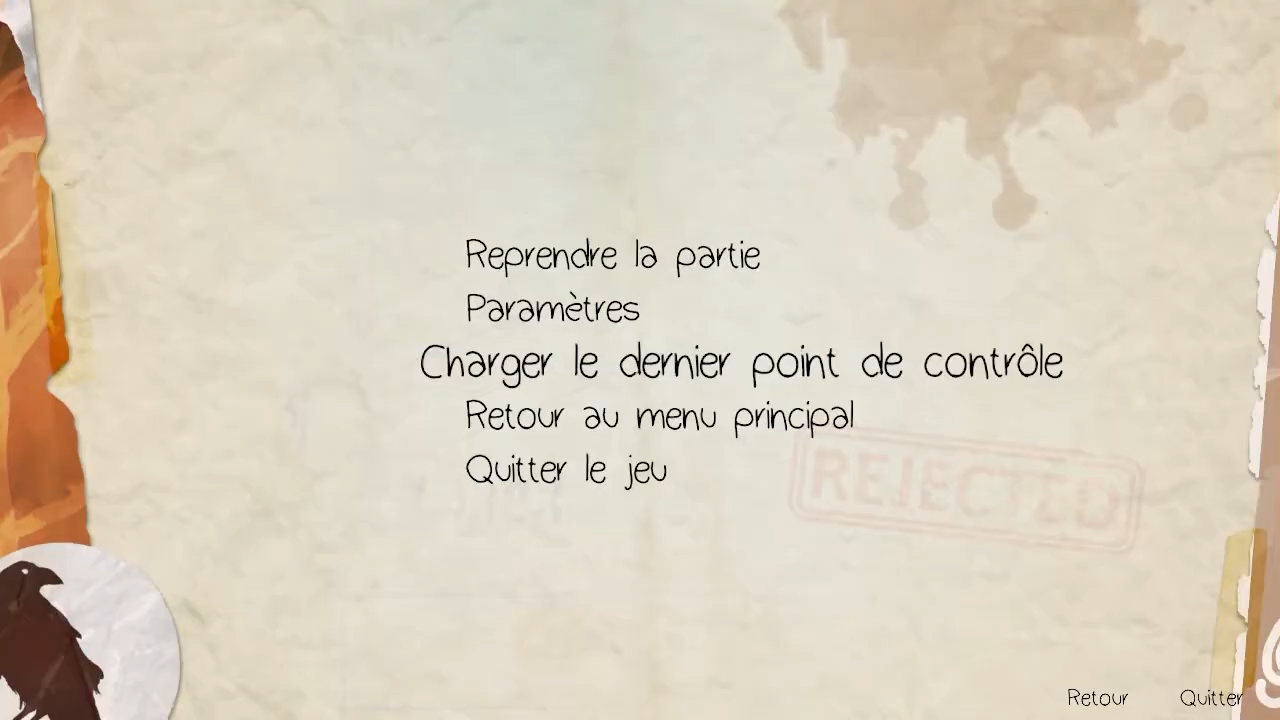 Reprendre la partie
Paramètres
Charger le dernier point de contrôle
Retour au menu principal
Quitter le jeu
REJECTED
Retour Quitter